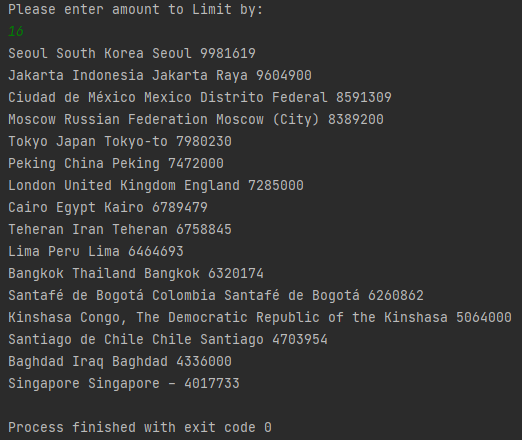 Please enter amount to Limit by:
16
Seoul South Korea Seoul 9981619
Jakarta Indonesia Jakarta Raya 9604900
Ciudad de México Mexico Distrito Federal 8591309
Moscow Russian Federation Moscow (City) 8389200
Tokyo Japan Tokyo-to 7980230
Peking China Peking 7472000
London United Kingdom England 7285000
Cairo Egypt Kairo 6789479
Teheran Iran Teheran 6758845
Lima Peru Lima 6464693
Bangkok Thailand Bangkok 6320174
Santafé de Bogotá Colombia Santafé de Bogotá 6260862
Kinshasa Congo, The Democratic Republic of the Kinshasa 5064000
Santiago de Chile Chile Santiago 4703954
Baghdad Iraq Baghdad 4336000
Singapore Singapore – 4017733
Process finished with exit code 0